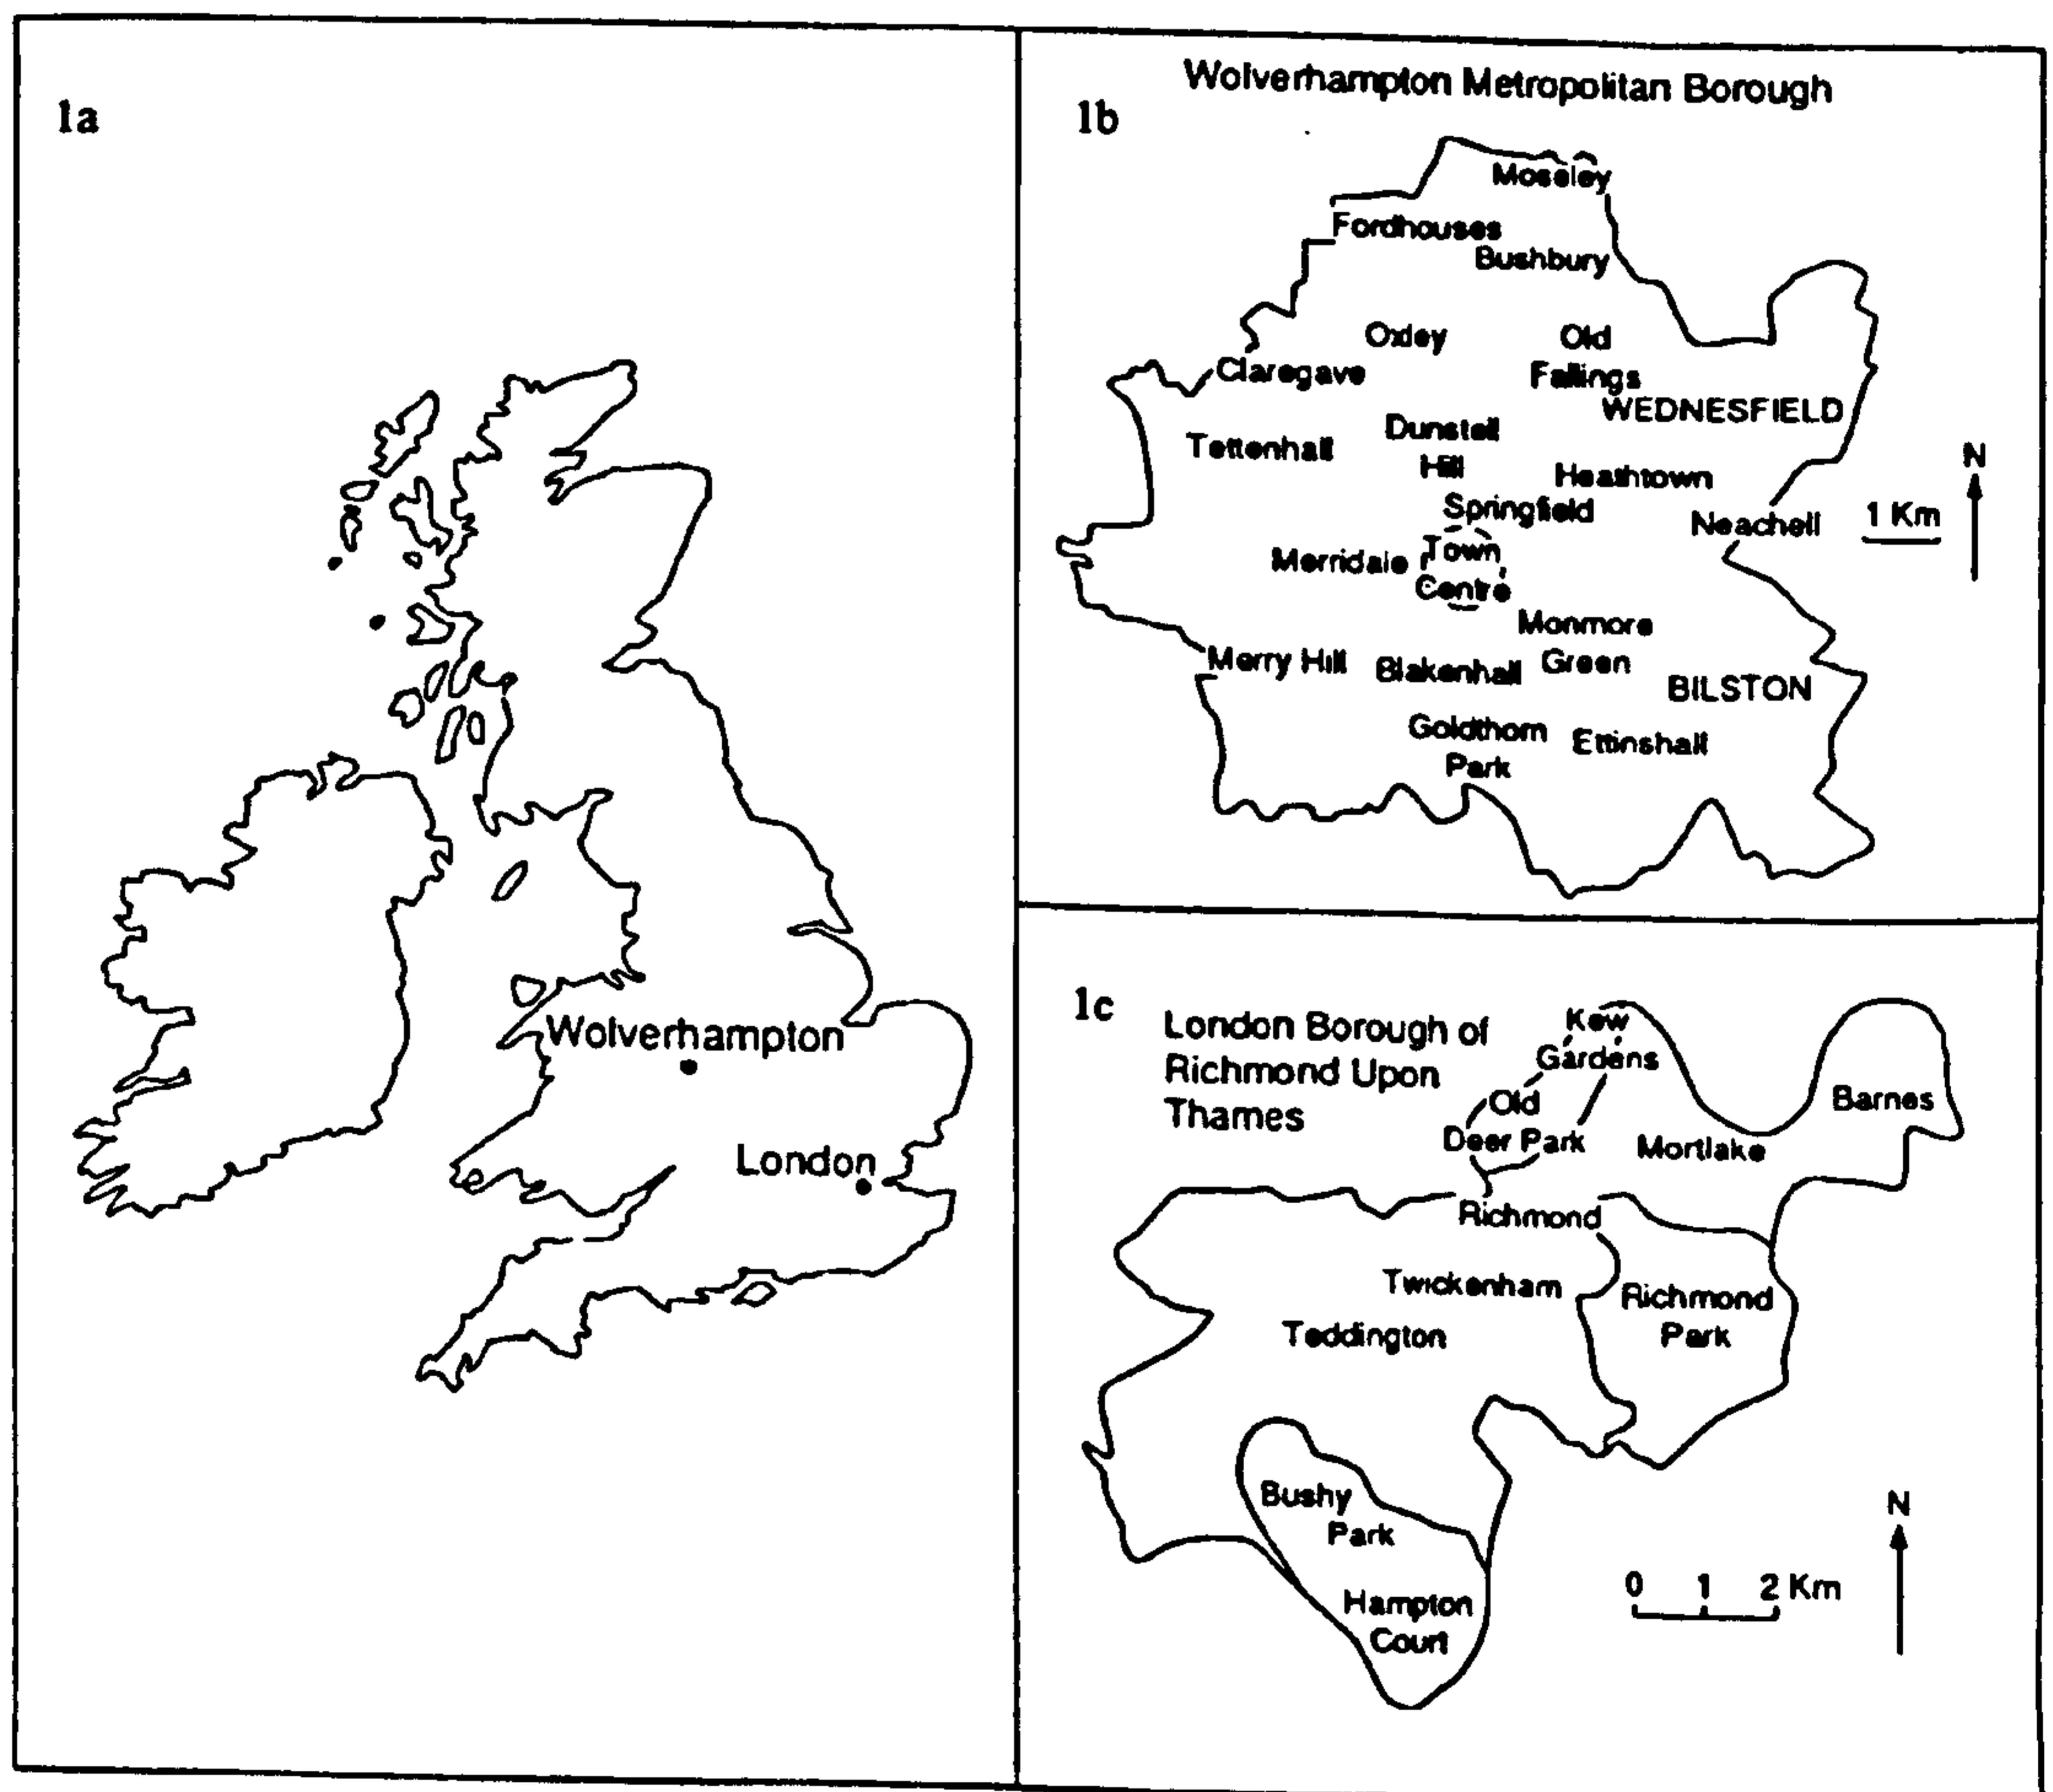 1a
Wolverhampton
London
Wolverhampton Metropolitan Borough
1b
Moseley
Fordhouses
Bushbury
Oxley
Old
Fallings
Claregave
WEDNESFIELD
Dunstell
Hill
Tettenhall
Heathtown
Springfield
Neachell
1 Km
N
Merridale
Town
Centre
Monmore
Green
Merry Hill
Blakenhall
BILSTON
Goldthorn
Park
Ettinshall
1c
London Borough of
Richmond Upon
Thames
Kew
Gardens
Old
Deer Park
Barnes
Mortlake
Richmond
Twickenham
Richmond
Park
Teddington
Bushy
Park
Hampton
Court
N
0 1 2 Km